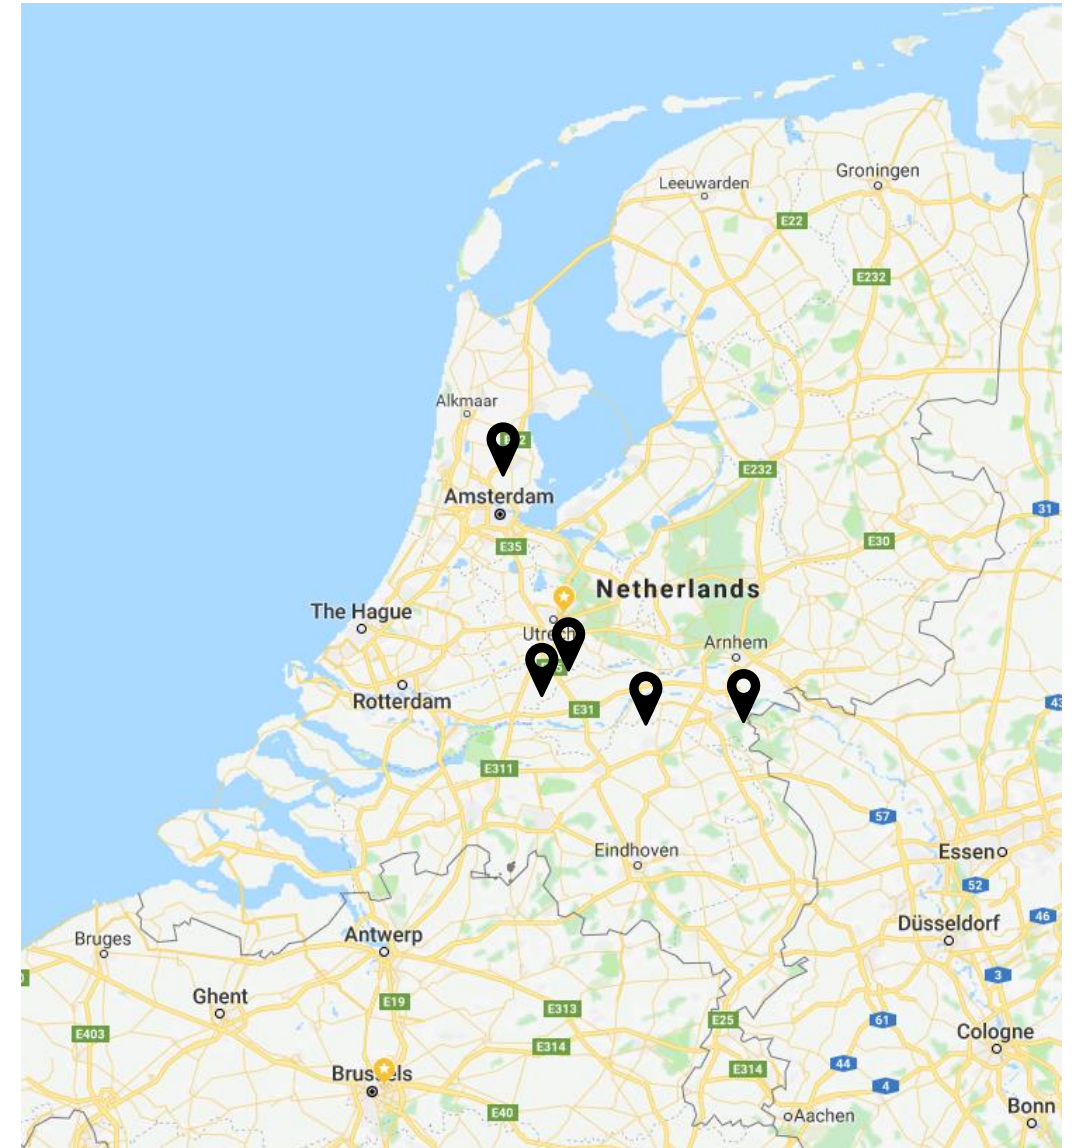 Groningen
Leeuwarden
E22
E232
Alkmaar
E232
Amsterdam
31
E30
E35
Netherlands
The Hague
Arnhem
Rotterdam
43
E31
E311
57
Eindhoven
Essen
52
46
Düsseldorf
Bruges
Antwerp
3
Ghent
E19
E313
E25
61
E403
Cologne
E314
44
E314
Brussels
4
Bonn
E40
Aachen